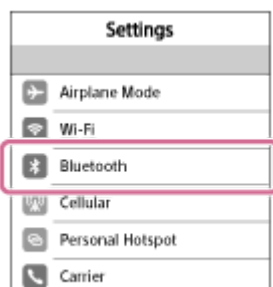 Settings
Airplane Mode
Wi-Fi
Bluetooth
Cellular
Personal Hotspot
Carrier